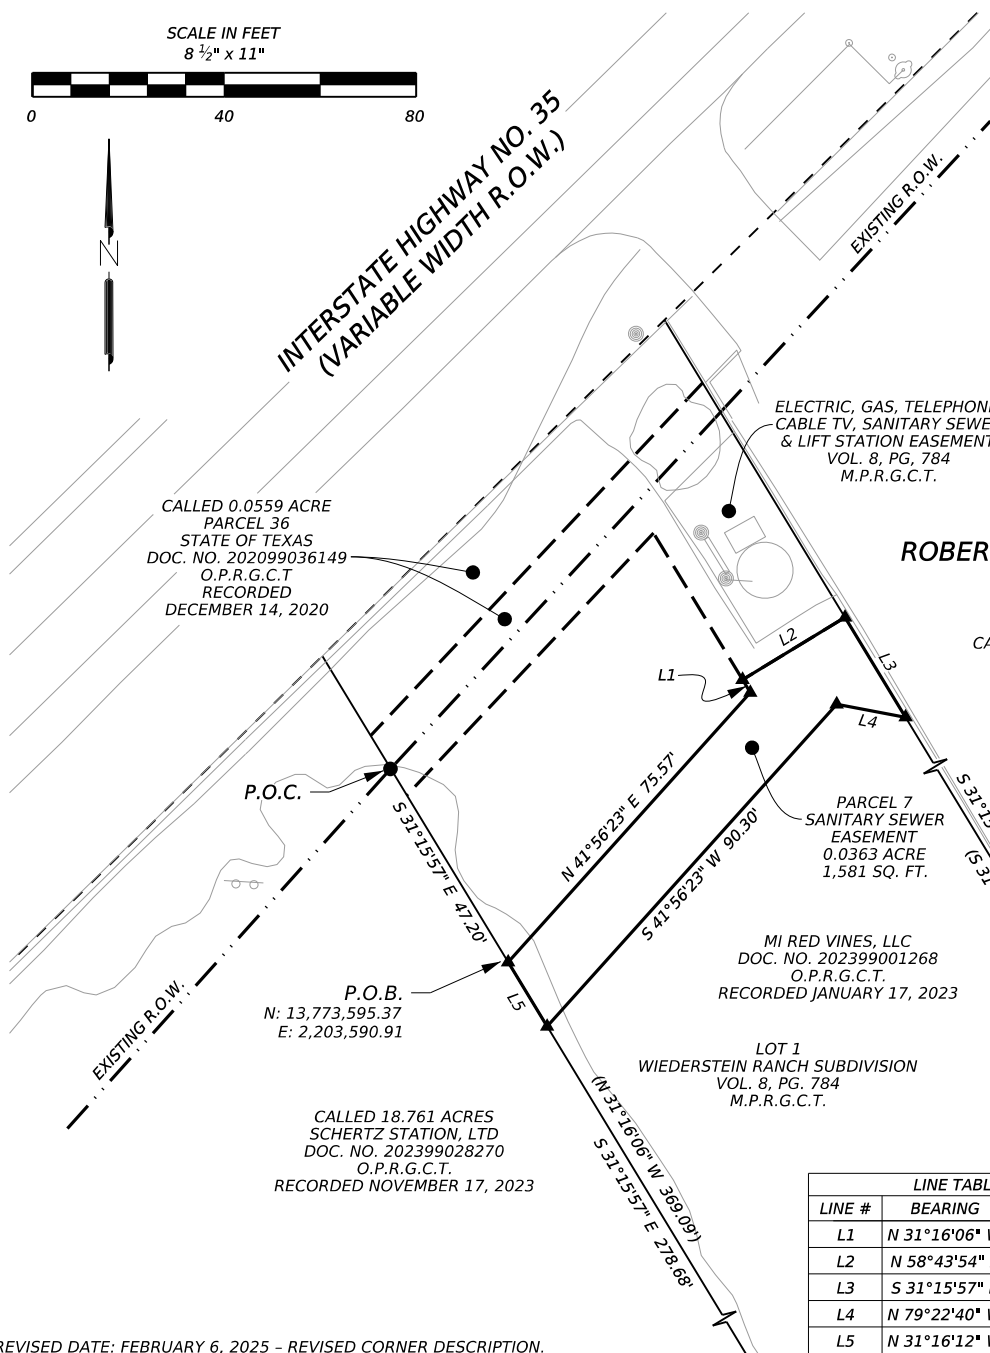 SCALE IN FEET
8 ½" x 11"
0 40 80
N
INTERSTATE HIGHWAY NO. 35
(VARIABLE WIDTH R.O.W.)
EXISTING R.O.W.
ELECTRIC, GAS, TELEPHONE
CABLE TV, SANITARY SEWE
& LIFT STATION EASEMENT
VOL. 8, PG, 784
M.P.R.G.C.T.
CALLED 0.0559 ACRE
PARCEL 36
STATE OF TEXAS
DOC. NO. 202099036149
O.P.R.G.C.T
RECORDED
DECEMBER 14, 2020
ROBER
CA
L2
L3
L1
L4
P.O.C.
S 31°15'57" E 47.20'
N 41°56'23" E 75.57'
S 41°56'23" W 90.30'
S 31°15
(S 31
PARCEL 7
SANITARY SEWER
EASEMENT
0.0363 ACRE
1,581 SQ. FT.
MI RED VINES, LLC
DOC. NO. 202399001268
O.P.R.G.C.T.
RECORDED JANUARY 17, 2023
P.O.B.
N: 13,773,595.37
E: 2,203,590.91
L5
EXISTING R.O.W.
LOT 1
WIEDERSTEIN RANCH SUBDIVISION
VOL. 8, PG. 784
M.P.R.G.C.T.
(N 31°16'06" W 369.09')
S 31°15'57" E 278.68'
CALLED 18.761 ACRES
SCHERTZ STATION, LTD
DOC. NO. 202399028270
O.P.R.G.C.T.
RECORDED NOVEMBER 17, 2023
LINE TABL
LINE # BEARING
L1 N 31°16'06" W
L2 N 58°43'54"
L3 S 31°15'57"
L4 N 79°22'40" W
L5 N 31°16'12" W
REVISED DATE: FEBRUARY 6, 2025 – REVISED CORNER DESCRIPTION.